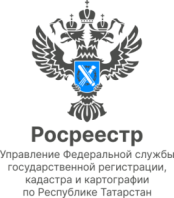 Росреестр
Управление Федеральной службы
государственной регистрации,
кадастра и картографии
по Республике Татарстан